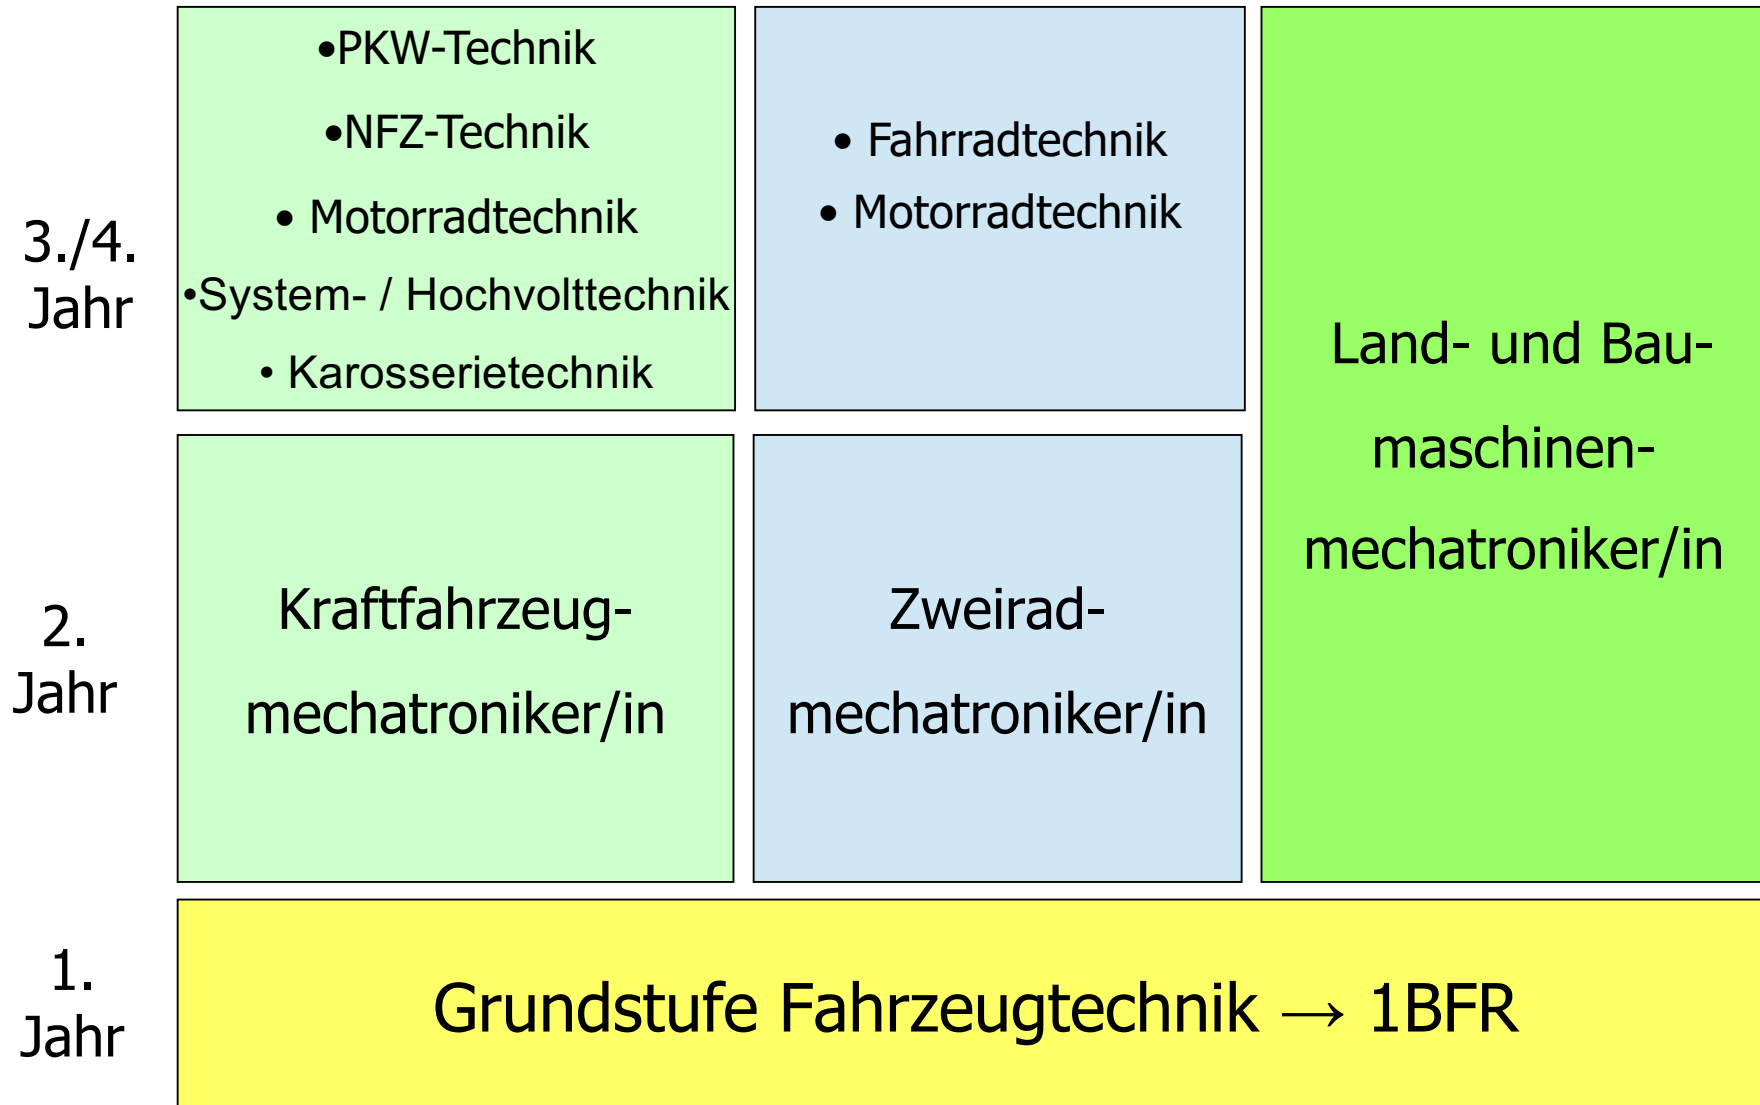 3./4.
Jahr
•PKW-Technik
•NFZ-Technik
• Motorradtechnik
•System- / Hochvolttechnik
• Karosserietechnik
• Fahrradtechnik
• Motorradtechnik
Land- und Bau-
maschinen-
mechatroniker/in
2.
Jahr
Kraftfahrzeug-
mechatroniker/in
Zweirad-
mechatroniker/in
1.
Jahr
Grundstufe Fahrzeugtechnik → 1BFR